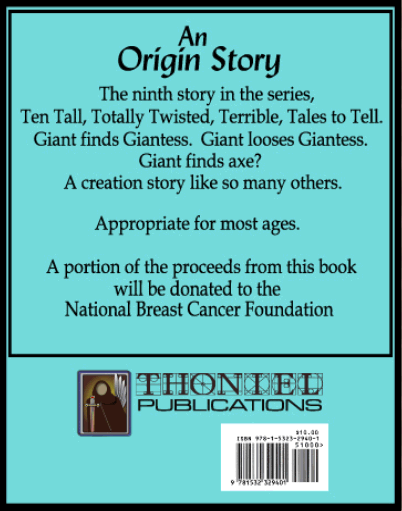 An
Origin Story
The ninth story in the series,
Ten Tall, Totally Twisted, Terrible, Tales to Tell.
Giant finds Giantess. Giant looses Giantess.
Giant finds axe?
A creation story like so many others.
Appropriate for most ages.
A portion of the proceeds from this book
will be donated to the
National Breast Cancer Foundation
THONTEL
PUBLICATIONS
$10.00
ISBN 978-1-5323-2940-1
51000>
9 781532 329401